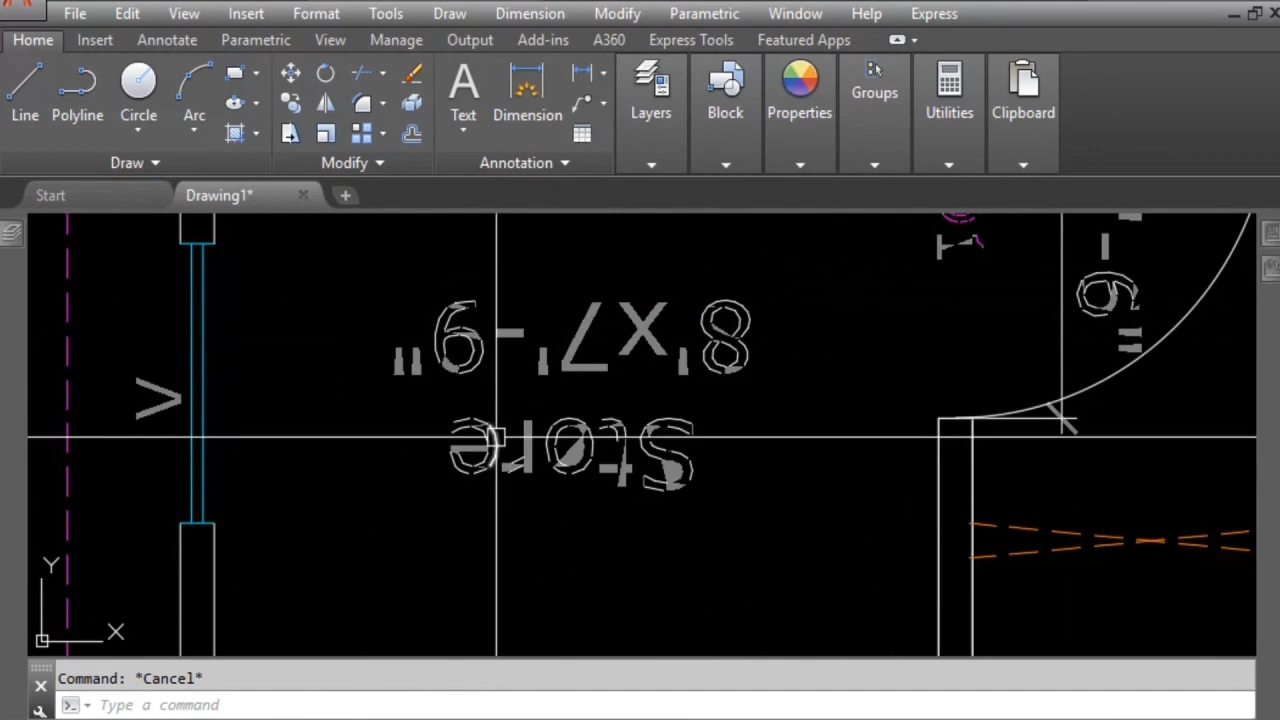 File Edit View Insert Format Tools Draw Dimension Modify Parametric Window Help Express
Home Insert Annotate Parametric View Manage Output Add-ins A360 Express Tools Featured Apps
Line Polyline Circle Arc
Text Dimension
Layers Block Properties Groups Utilities Clipboard
Draw Modify Annotation
Start Drawing1*
Store
8'x7'-9"
V
Y
X
Command: *Cancel*
Type a command